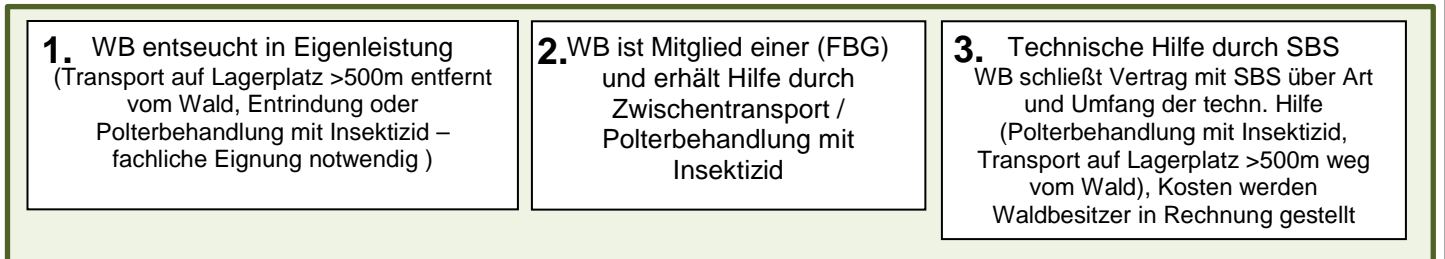 1. WB entseucht in Eigenleistung
(Transport auf Lagerplatz >500m entfernt
vom Wald, Entrindung oder
Polterbehandlung mit Insektizid –
fachliche Eignung notwendig )
2. WB ist Mitglied einer (FBG)
und erhält Hilfe durch
Zwischentransport /
Polterbehandlung mit
Insektizid
3. Technische Hilfe durch SBS
WB schließt Vertrag mit SBS über Art
und Umfang der techn. Hilfe
(Polterbehandlung mit Insektizid,
Transport auf Lagerplatz >500m weg
vom Wald), Kosten werden
Waldbesitzer in Rechnung gestellt